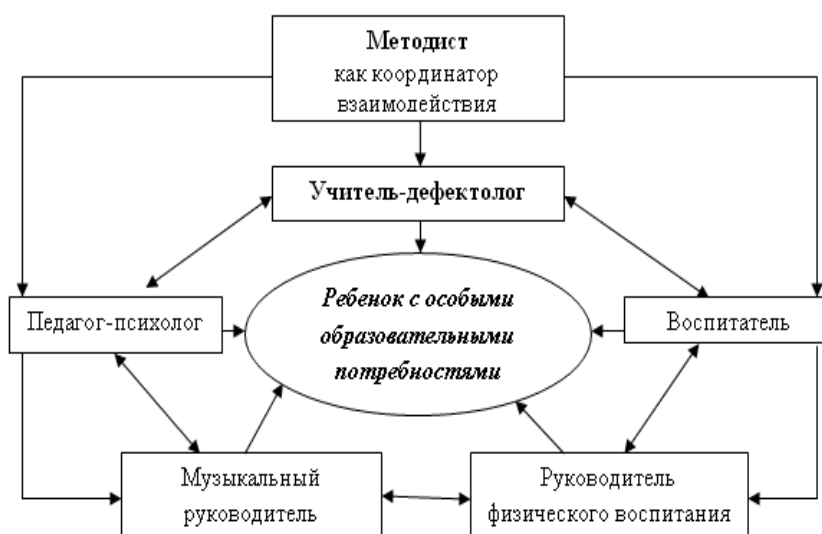 Методист
как координатор
взаимодействия
Учитель-дефектолог
Ребенок с особыми
образовательными
потребностями
Педагог-психолог
Воспитатель
Музыкальный
руководитель
Руководитель
физического воспитания